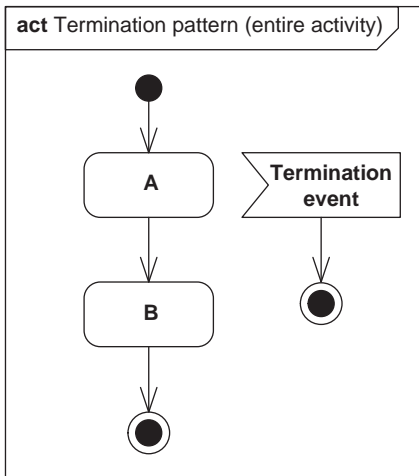 act Termination pattern (entire activity)
A
Termination
event
B